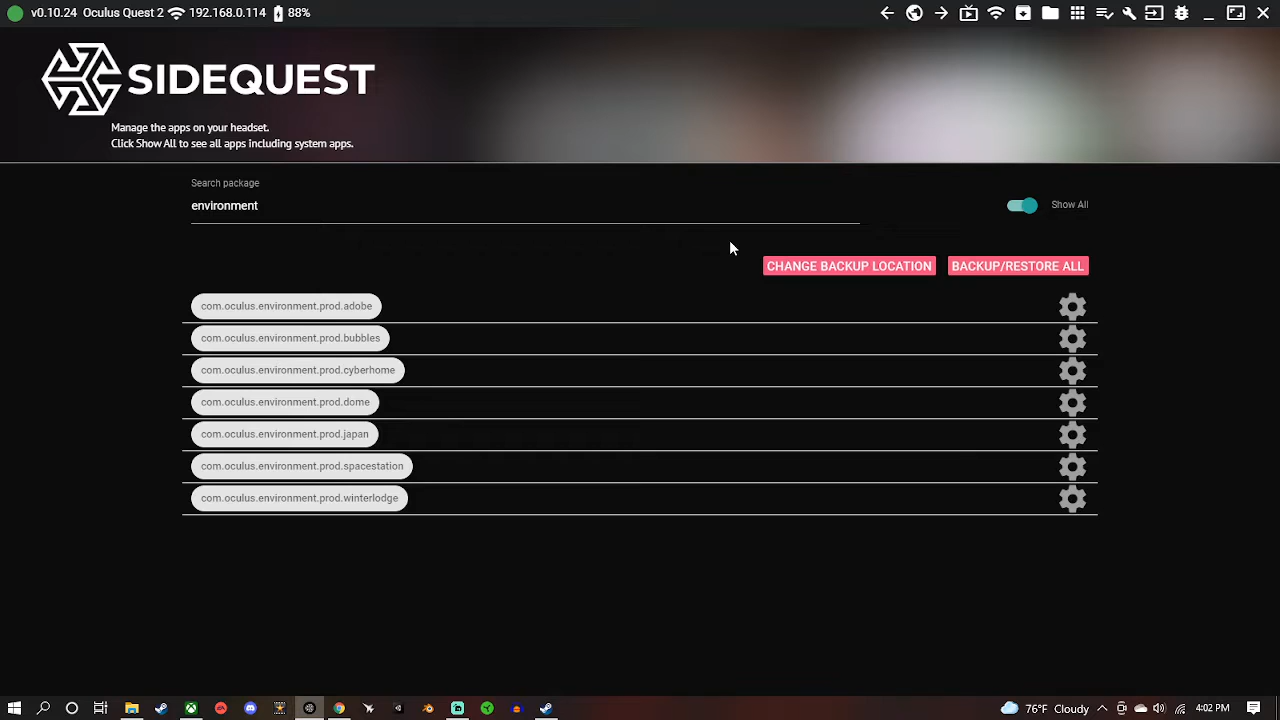 v0.10.24 Oculus Quest 2 192.168.0.114 88%
SIDEQUEST
Manage the apps on your headset.
Click Show All to see all apps including system apps.
Search package
environment
Show All
CHANGE BACKUP LOCATION BACKUP/RESTORE ALL
com.oculus.environment.prod.adobe
com.oculus.environment.prod.bubbles
com.oculus.environment.prod.cyberhome
com.oculus.environment.prod.dome
com.oculus.environment.prod.japan
com.oculus.environment.prod.spacestation
com.oculus.environment.prod.winterlodge
76°F Cloudy 4:02 PM